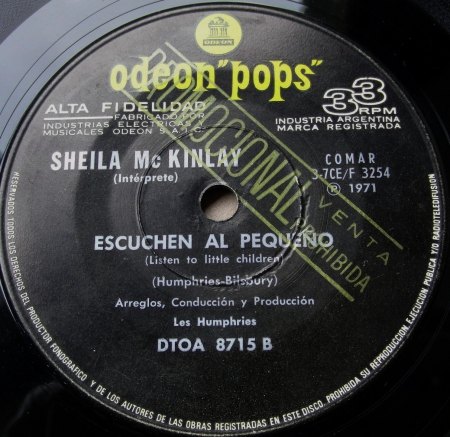 ODEON
odeon "pops"
ALTA FIDELIDAD
FABRICADO POR
INDUSTRIAS ELECTRICAS Y
MUSICALES ODEON S.A.I.C.
33 RPM
INDUSTRIA ARGENTINA
MARCA REGISTRADA
PROMOCIONAL
VENTA
PROHIBIDA
SHEILA Mc KINLAY
(Intérprete)
COMAR
3-7CE/F 3254
℗ 1971
ESCUCHEN AL PEQUEÑO
(Listen to little children)
(Humphries-Bilsbury)
Arreglos, Conducción y Producción
Les Humphries
DTOA 8715 B
RESERVADOS TODOS LOS DERECHOS DEL PRODUCTOR FONOGRAFICO Y DE LOS AUTORES DE LAS OBRAS REGISTRADAS EN ESTE DISCO. PROHIBIDA SU REPRODUCCION, EJECUCION PUBLICA Y/O RADIOTELEDIFUSION